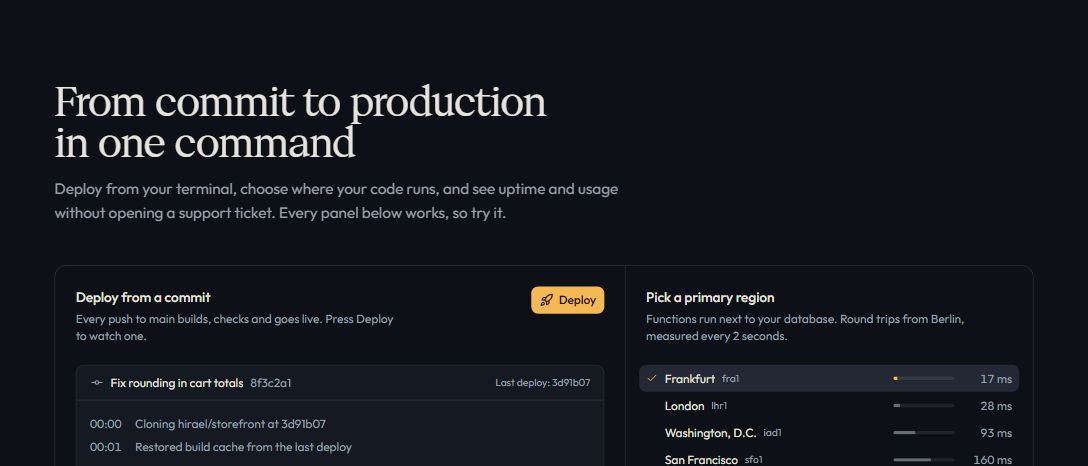 From commit to production
in one command
Deploy from your terminal, choose where your code runs, and see uptime and usage
without opening a support ticket. Every panel below works, so try it.
Deploy from a commit
Every push to main builds, checks and goes live. Press Deploy
to watch one.
Deploy
Fix rounding in cart totals 8f3c2a1
Last deploy: 3d91b07
00:00 Cloning hirael/storefront at 3d91b07
00:01 Restored build cache from the last deploy
Pick a primary region
Functions run next to your database. Round trips from Berlin,
measured every 2 seconds.
Frankfurt fra1 17 ms
London lhr1 28 ms
Washington, D.C. iad1 93 ms
San Francisco sfo1 160 ms